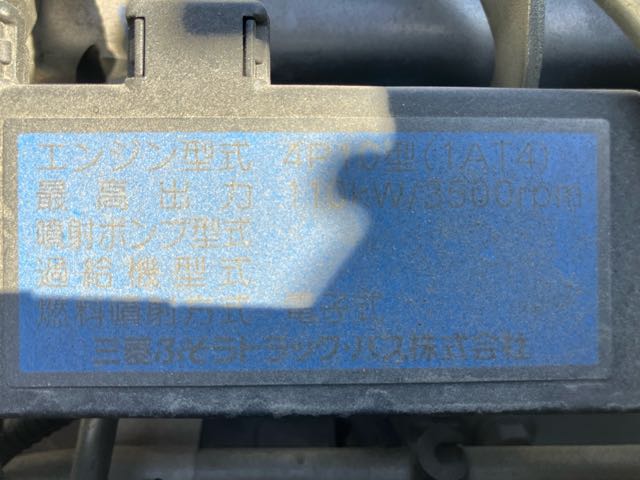 エンジン型式 4P10型(1AT4)
最高出力 110kW/3500rpm
噴射ポンプ型式
過給機型式
燃料噴射方式 電子式
三菱ふそうトラック・バス株式会社